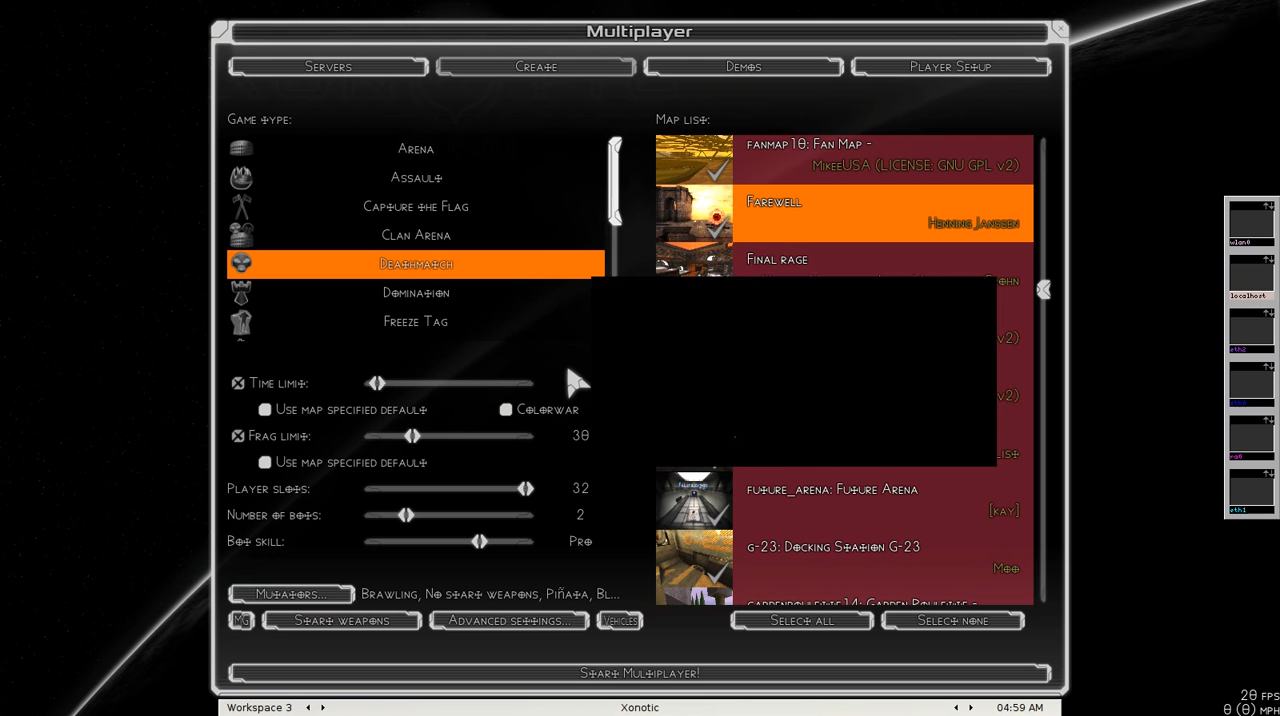 Multiplayer
Servers
Create
Demos
Player Setup
Game type:
Map list:
Arena
Assault
Capture the Flag
Clan Arena
Deathmatch
Domination
Freeze Tag
fanmap10: Fan Map -
MikeeUSA (LICENSE: GNU GPL v2)
Farewell
Henning Janssen
Final rage
ohn
v2)
v2)
list
future_arena: Future Arena
[kay]
g-23: Docking Station G-23
Moo
Time limit:
Use map specified default
Colorwar
Frag limit:
30
Use map specified default
Player slots:
32
Number of bots:
2
Bot skill:
Pro
Mutators...
Brawling, No start weapons, Piñata, Bl...
MG
Start weapons
Advanced settings...
Vehicles
Select all
Select none
Start Multiplayer!
Workspace 3
Xonotic
04:59 AM
wlan0
localhost
eth2
eth1
20 FPS
0 (0) MPH